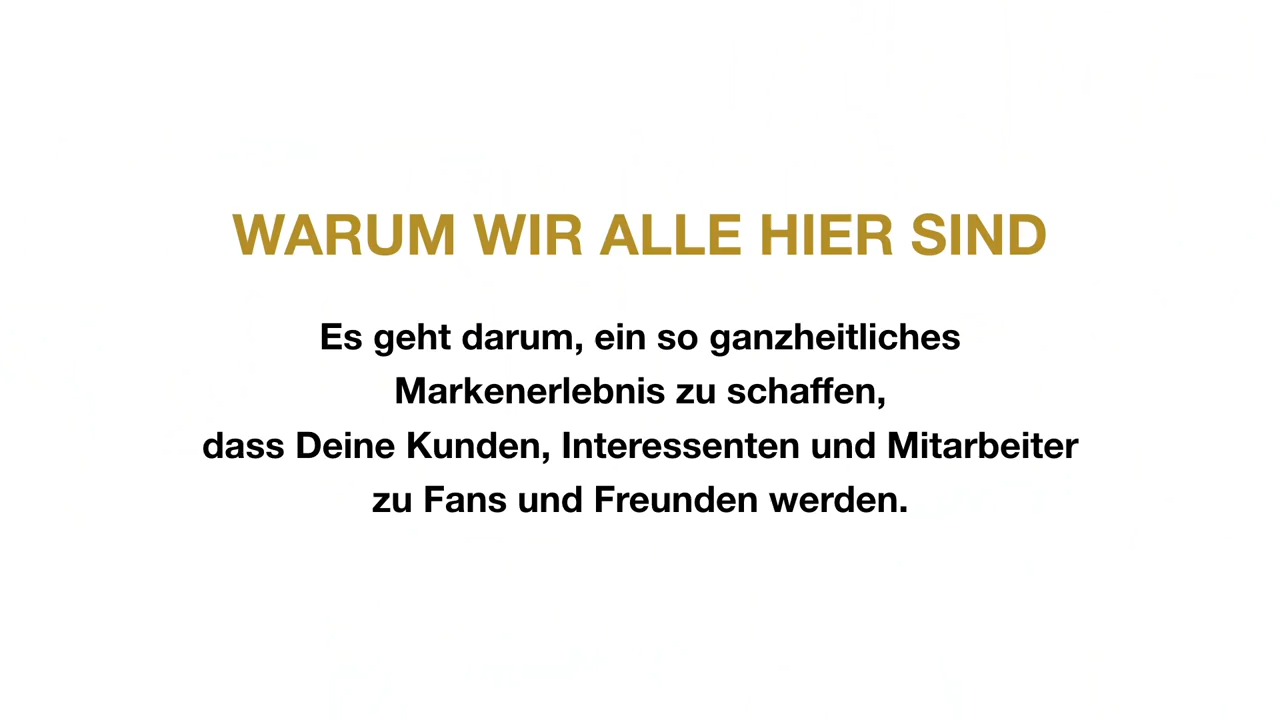 WARUM WIR ALLE HIER SIND
Es geht darum, ein so ganzheitliches
Markenerlebnis zu schaffen,
dass Deine Kunden, Interessenten und Mitarbeiter
zu Fans und Freunden werden.